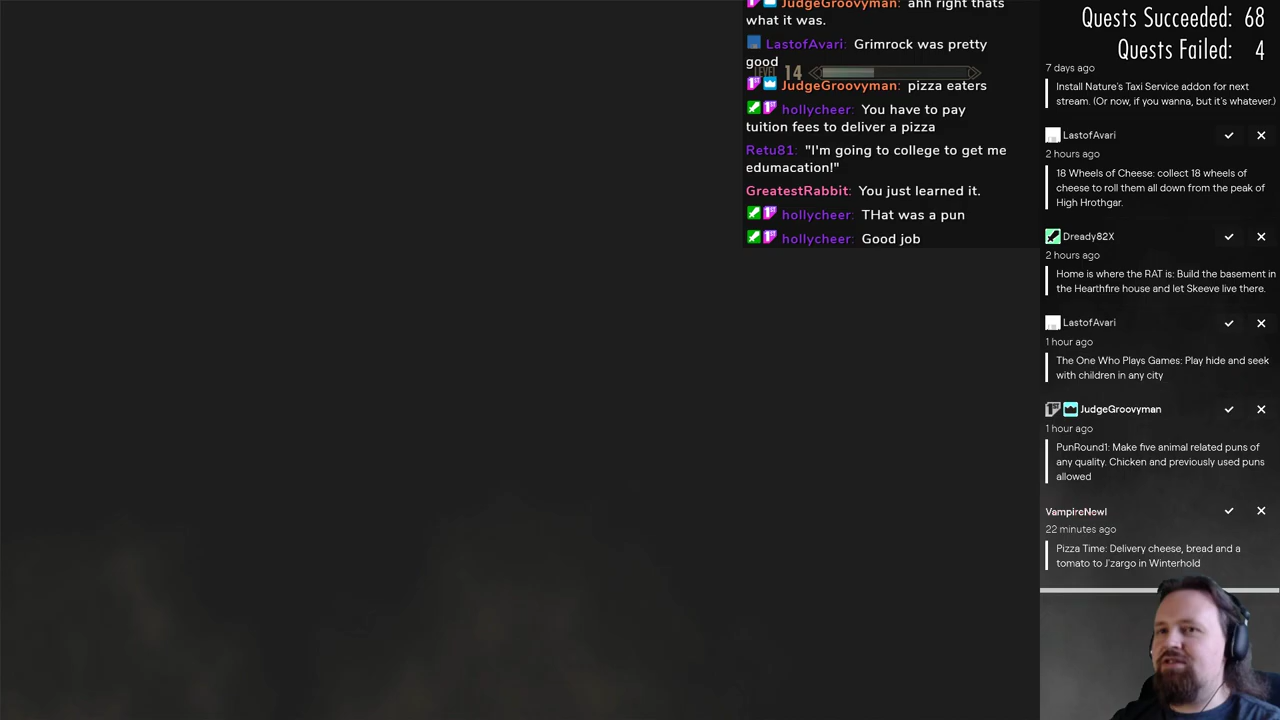 JudgeGroovyman: ahh right thats
what it was.
LastofAvari: Grimrock was pretty
good
LEVEL 14
JudgeGroovyman: pizza eaters
hollycheer: You have to pay
tuition fees to deliver a pizza
Retu81: "I'm going to college to get me
edumacation!"
GreatestRabbit: You just learned it.
hollycheer: THat was a pun
hollycheer: Good job
Quests Succeeded: 68
Quests Failed: 4
7 days ago
Install Nature's Taxi Service addon for next
stream. (Or now, if you wanna, but it's whatever.)
LastofAvari
2 hours ago
18 Wheels of Cheese: collect 18 wheels of
cheese to roll them all down from the peak of
High Hrothgar.
Dready82X
2 hours ago
Home is where the RAT is: Build the basement in
the Hearthfire house and let Skeeve live there.
LastofAvari
1 hour ago
The One Who Plays Games: Play hide and seek
with children in any city
JudgeGroovyman
1 hour ago
PunRound1: Make five animal related puns of
any quality. Chicken and previously used puns
allowed
VampireNowl
22 minutes ago
Pizza Time: Delivery cheese, bread and a
tomato to J'zargo in Winterhold